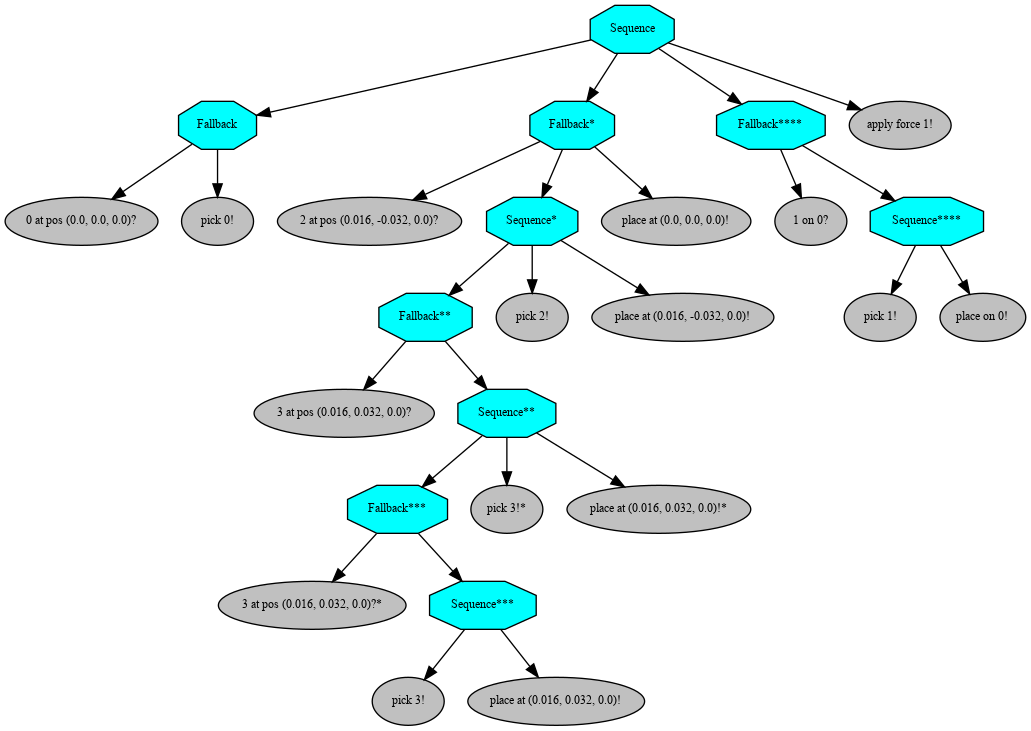 Sequence
Fallback
Fallback*
Fallback****
apply force 1!
0 at pos (0.0, 0.0, 0.0)?
pick 0!
2 at pos (0.016, -0.032, 0.0)?
Sequence*
place at (0.0, 0.0, 0.0)!
1 on 0?
Sequence****
Fallback**
pick 2!
place at (0.016, -0.032, 0.0)!
pick 1!
place on 0!
3 at pos (0.016, 0.032, 0.0)?
Sequence**
Fallback***
pick 3!*
place at (0.016, 0.032, 0.0)!*
3 at pos (0.016, 0.032, 0.0)?*
Sequence***
pick 3!
place at (0.016, 0.032, 0.0)!